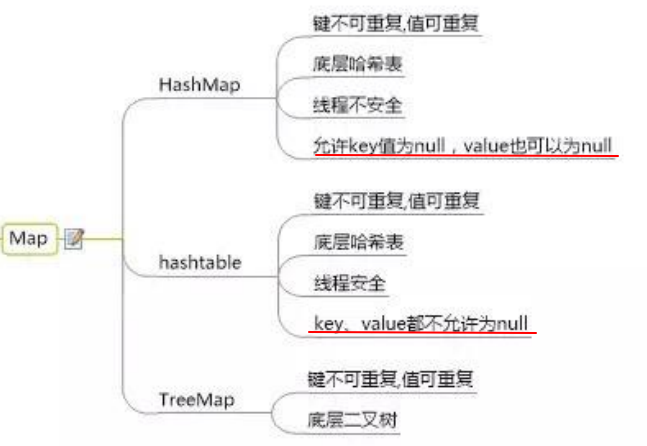 Map
HashMap
键不可重复,值可重复
底层哈希表
线程不安全
允许key值为null，value也可以为null
hashtable
键不可重复,值可重复
底层哈希表
线程安全
key、value都不允许为null
TreeMap
键不可重复,值可重复
底层二叉树